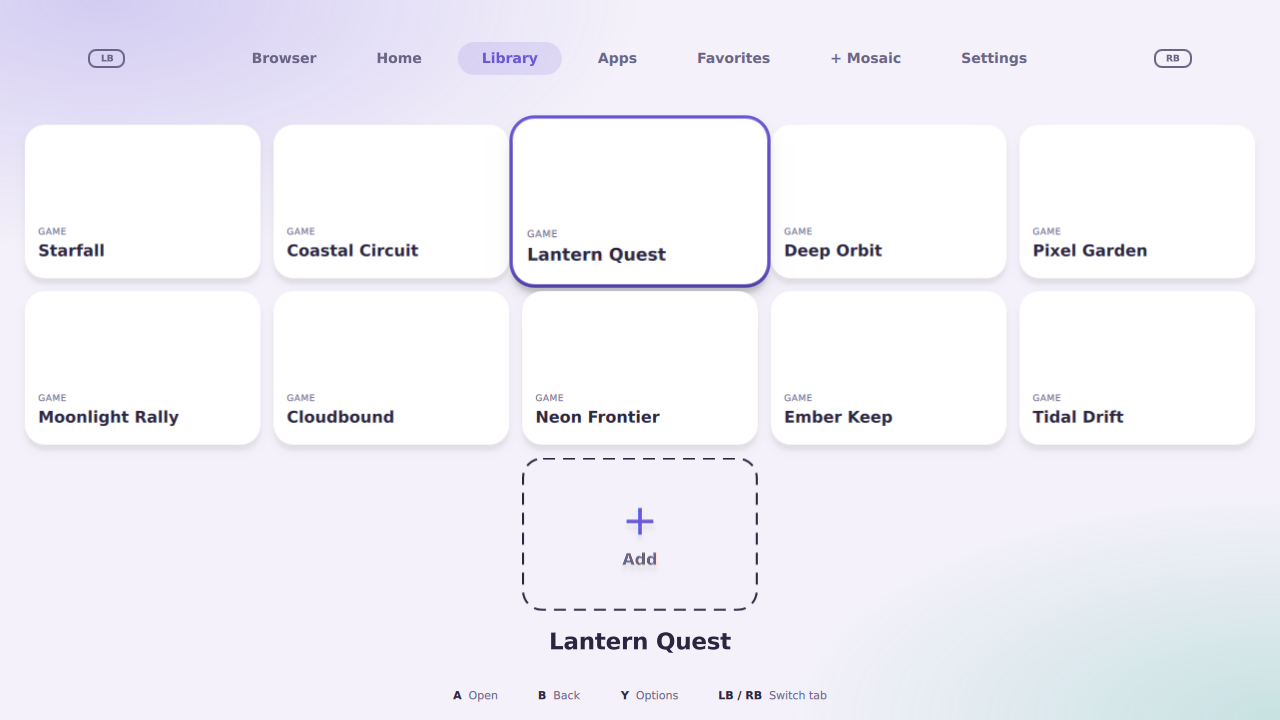 LB Browser Home Library Apps Favorites + Mosaic Settings RB
GAME GAME GAME GAME GAME
Starfall Coastal Circuit Lantern Quest Deep Orbit Pixel Garden
GAME GAME GAME GAME GAME
Moonlight Rally Cloudbound Neon Frontier Ember Keep Tidal Drift
+
Add
Lantern Quest
A Open B Back Y Options LB / RB Switch tab